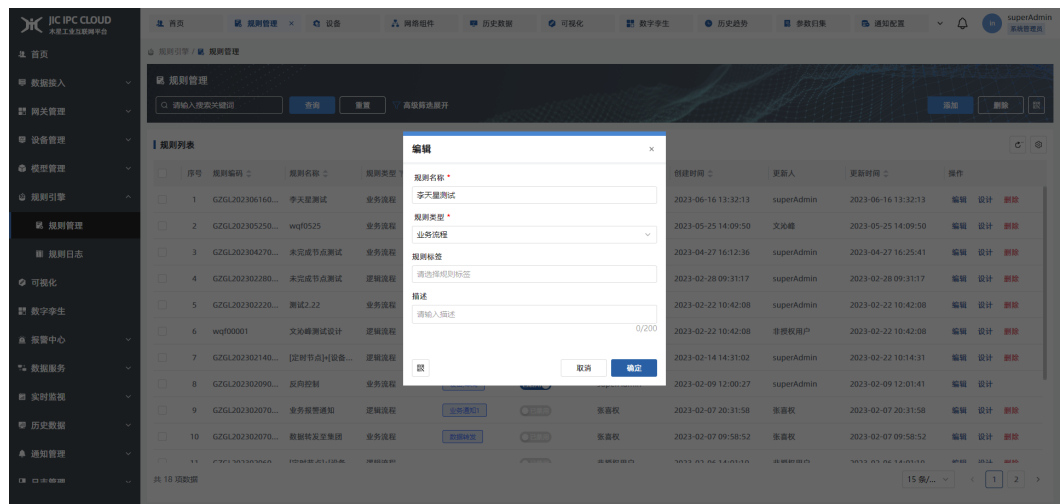 JIC IPC CLOUD
木星工业互联网平台
首页
规则管理 ×
设备
网络组件
历史数据
可视化
数字孪生
历史趋势
参数归集
通知配置
superAdmin
系统管理员
首页
数据接入
网关管理
设备管理
模型管理
规则引擎
规则管理
规则日志
可视化
数字孪生
报警中心
数据服务
实时监视
历史数据
通知管理
日志管理
规则引擎 / 规则管理
规则管理
请输入搜索关键词 查询 重置 高级筛选展开 添加 删除
规则列表
序号 规则编码 规则名称 规则类型 创建时间 更新人 更新时间 操作
1 GZGL202306160... 李天星测试 业务流程 2023-06-16 13:32:13 superAdmin 2023-06-16 13:32:13 编辑 设计 删除
2 GZGL202305250... wqf0525 业务流程 2023-05-25 14:09:50 文沁峰 2023-05-25 14:09:50 编辑 设计 删除
3 GZGL202304270... 未完成节点测试 业务流程 2023-04-27 16:12:36 superAdmin 2023-04-27 16:25:41 编辑 设计 删除
4 GZGL202302280... 未完成节点测试 逻辑流程 2023-02-28 09:31:17 superAdmin 2023-02-28 09:31:17 编辑 设计 删除
5 GZGL202302220... 测试2.22 业务流程 2023-02-22 10:42:08 superAdmin 2023-02-22 10:42:08 编辑 设计 删除
6 wqf00001 文沁峰测试设计 逻辑流程 2023-02-22 10:42:08 非授权用户 2023-02-22 10:42:08 编辑 设计 删除
7 GZGL202302140... [定时节点]+[设备... 逻辑流程 2023-02-14 14:31:02 superAdmin 2023-02-22 10:14:31 编辑 设计 删除
8 GZGL202302090... 反向控制 业务流程 2023-02-09 12:00:27 superAdmin 2023-02-09 12:01:41 编辑 设计
9 GZGL202302070... 业务报警通知 逻辑流程 业务通知1 张喜权 2023-02-07 20:31:58 张喜权 2023-02-07 20:31:58 编辑 设计 删除
10 GZGL202302070... 数据转发至集团 业务流程 数据转发 张喜权 2023-02-07 09:58:52 张喜权 2023-02-07 09:58:52 编辑 设计 删除
共 18 项数据 15 条/... 1 2
编辑 ×
规则名称 *
李天星测试
规则类型 *
业务流程
规则标签
请选择规则标签
描述
请输入描述
0/200
取消 确定